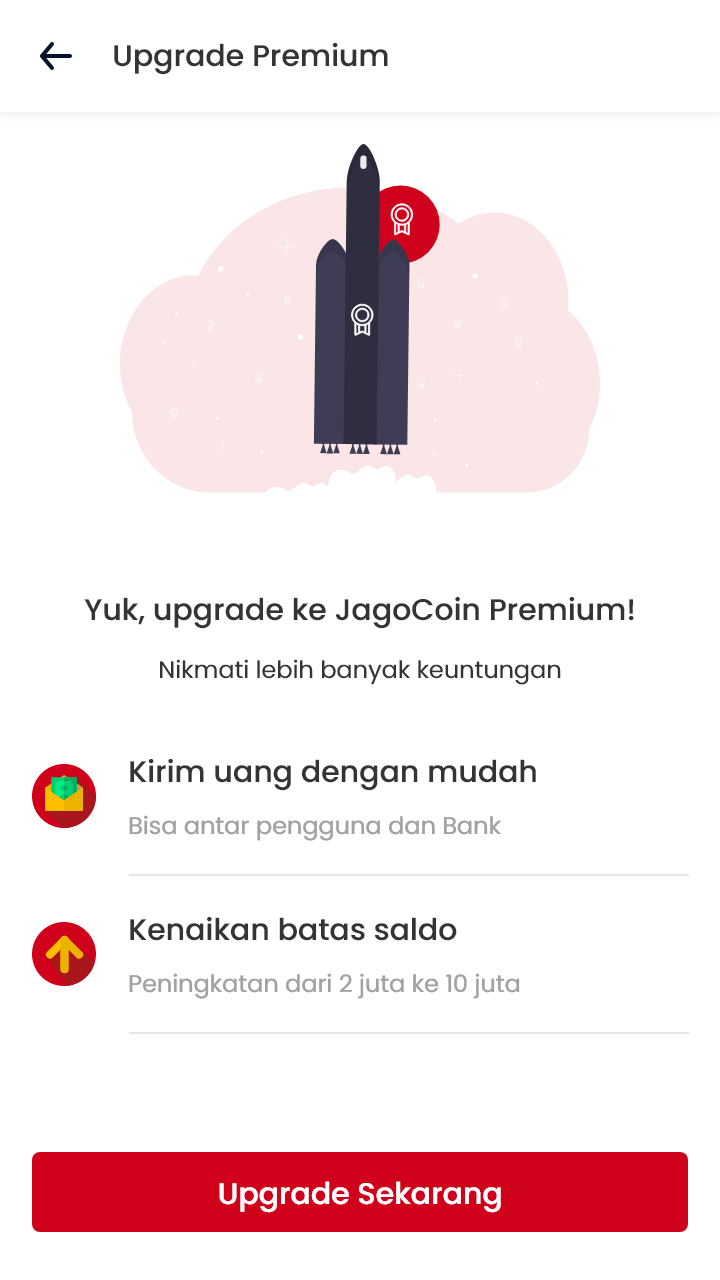 Upgrade Premium
Yuk, upgrade ke JagoCoin Premium!
Nikmati lebih banyak keuntungan
Kirim uang dengan mudah
Bisa antar pengguna dan Bank
Kenaikan batas saldo
Peningkatan dari 2 juta ke 10 juta
Upgrade Sekarang